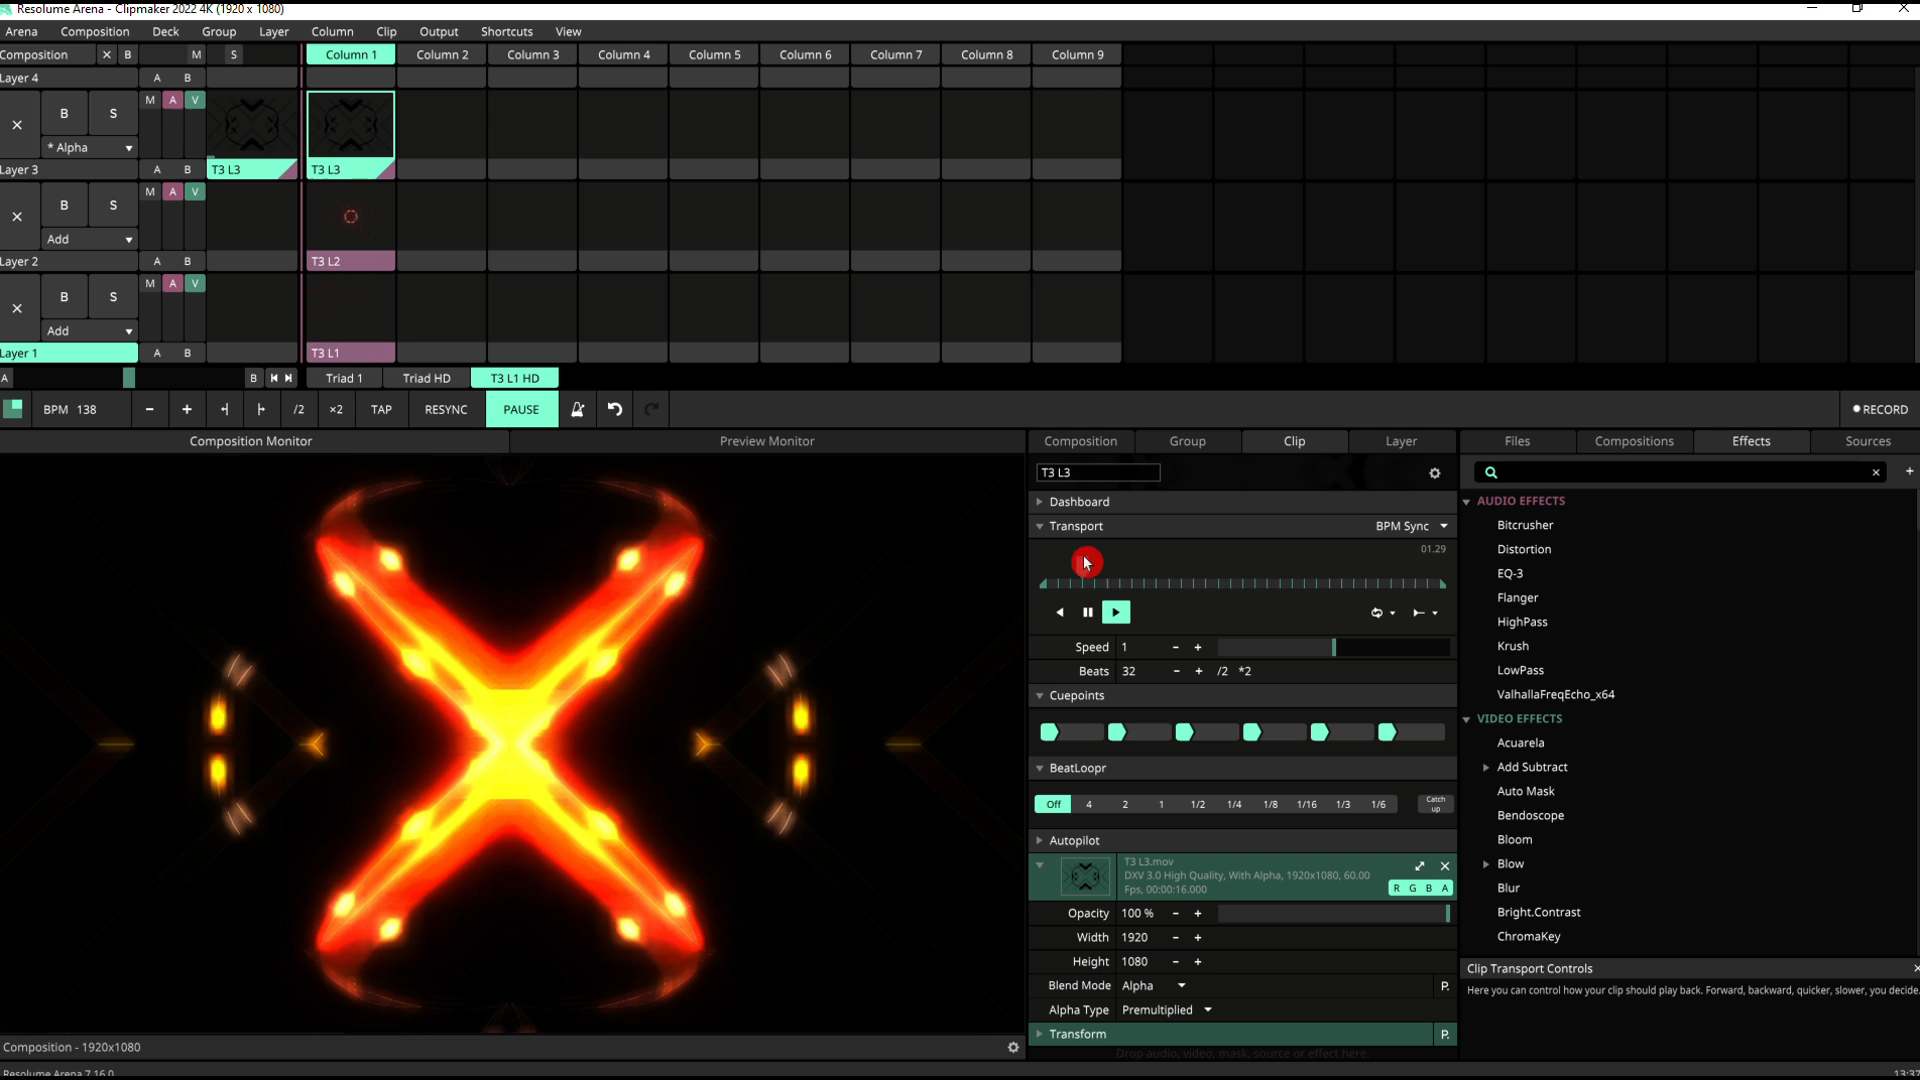 Resolume Arena - Clipmaker 2022 4K (1920 x 1080)
Arena Composition Deck Group Layer Column Clip Output Shortcuts View
Composition × B M S Column 1 Column 2 Column 3 Column 4 Column 5 Column 6 Column 7 Column 8 Column 9
Layer 4 A B
B S M A V
* Alpha
Layer 3 A B T3 L3 T3 L3
B S M A V
Add
Layer 2 A B T3 L2
B S M A V
Add
Layer 1 A B T3 L1
A B Triad 1 Triad HD T3 L1 HD
BPM 138 - + /2 ×2 TAP RESYNC PAUSE RECORD
Composition Monitor Preview Monitor Composition Group Clip Layer Files Compositions Effects Sources
T3 L3
Dashboard
Transport BPM Sync
01.29
Speed 1 - +
Beats 32 - + /2 *2
Cuepoints
BeatLoopr
Off 4 2 1 1/2 1/4 1/8 1/16 1/3 1/6 Catch up
Autopilot
T3 L3.mov
DXV 3.0 High Quality, With Alpha, 1920x1080, 60.00
Fps, 00:00:16.000 R G B A
Opacity 100 % - +
Width 1920 - +
Height 1080 - +
Blend Mode Alpha P.
Alpha Type Premultiplied
Transform P.
Drop audio, video, mask, source or effect here.
AUDIO EFFECTS
Bitcrusher
Distortion
EQ-3
Flanger
HighPass
Krush
LowPass
ValhallaFreqEcho_x64
VIDEO EFFECTS
Acuarela
Add Subtract
Auto Mask
Bendoscope
Bloom
Blow
Blur
Bright.Contrast
ChromaKey
Clip Transport Controls
Here you can control how your clip should play back. Forward, backward, quicker, slower, you decide.
Composition - 1920x1080
Resolume Arena 7.16.0 13:37